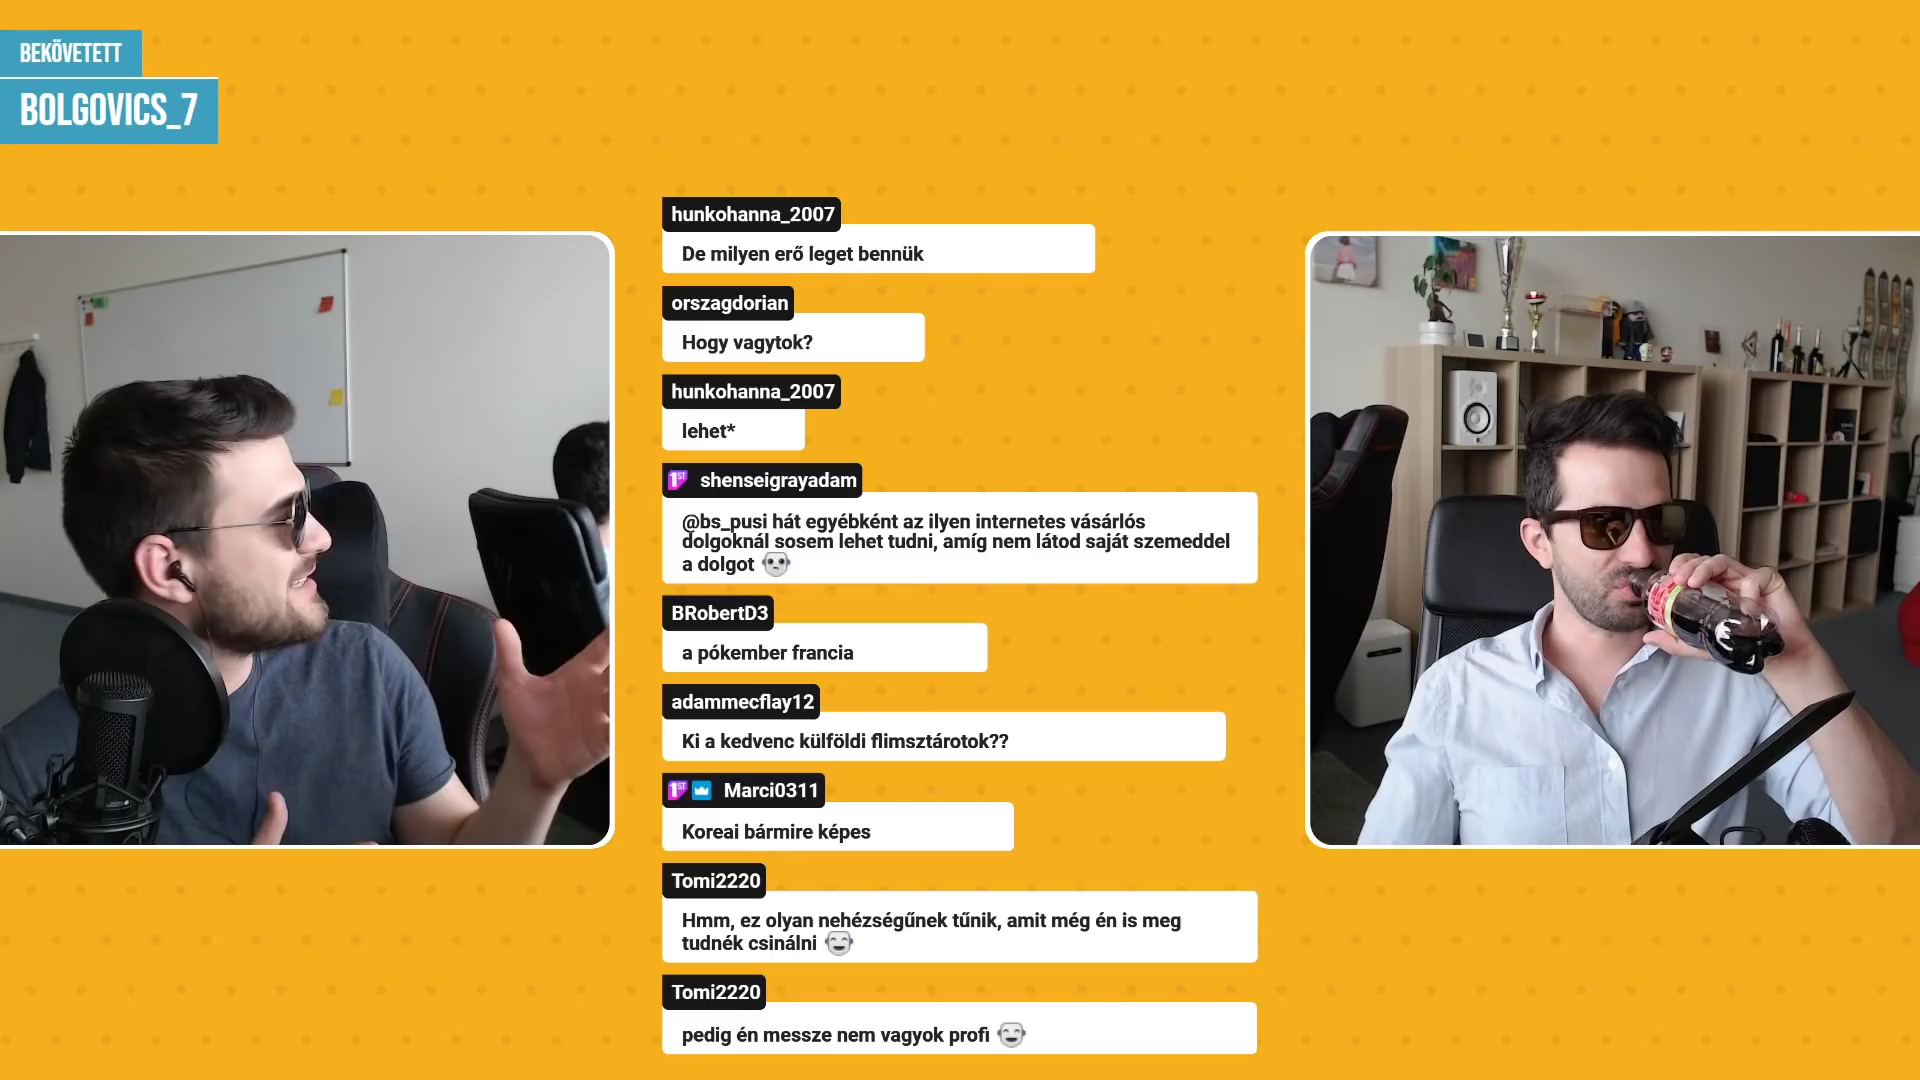 BEKÖVETETT
BOLGOVICS_7
hunkohanna_2007
De milyen erő leget bennük
orszagdorian
Hogy vagytok?
hunkohanna_2007
lehet*
1ST shenseigrayadam
@bs_pusi hát egyébként az ilyen internetes vásárlós
dolgoknál sosem lehet tudni, amíg nem látod saját szemeddel
a dolgot
BRobertD3
a pókember francia
adammecflay12
Ki a kedvenc külföldi flimsztárotok??
1ST Marci0311
Koreai bármire képes
Tomi2220
Hmm, ez olyan nehézségűnek tűnik, amit még én is meg
tudnék csinálni
Tomi2220
pedig én messze nem vagyok profi